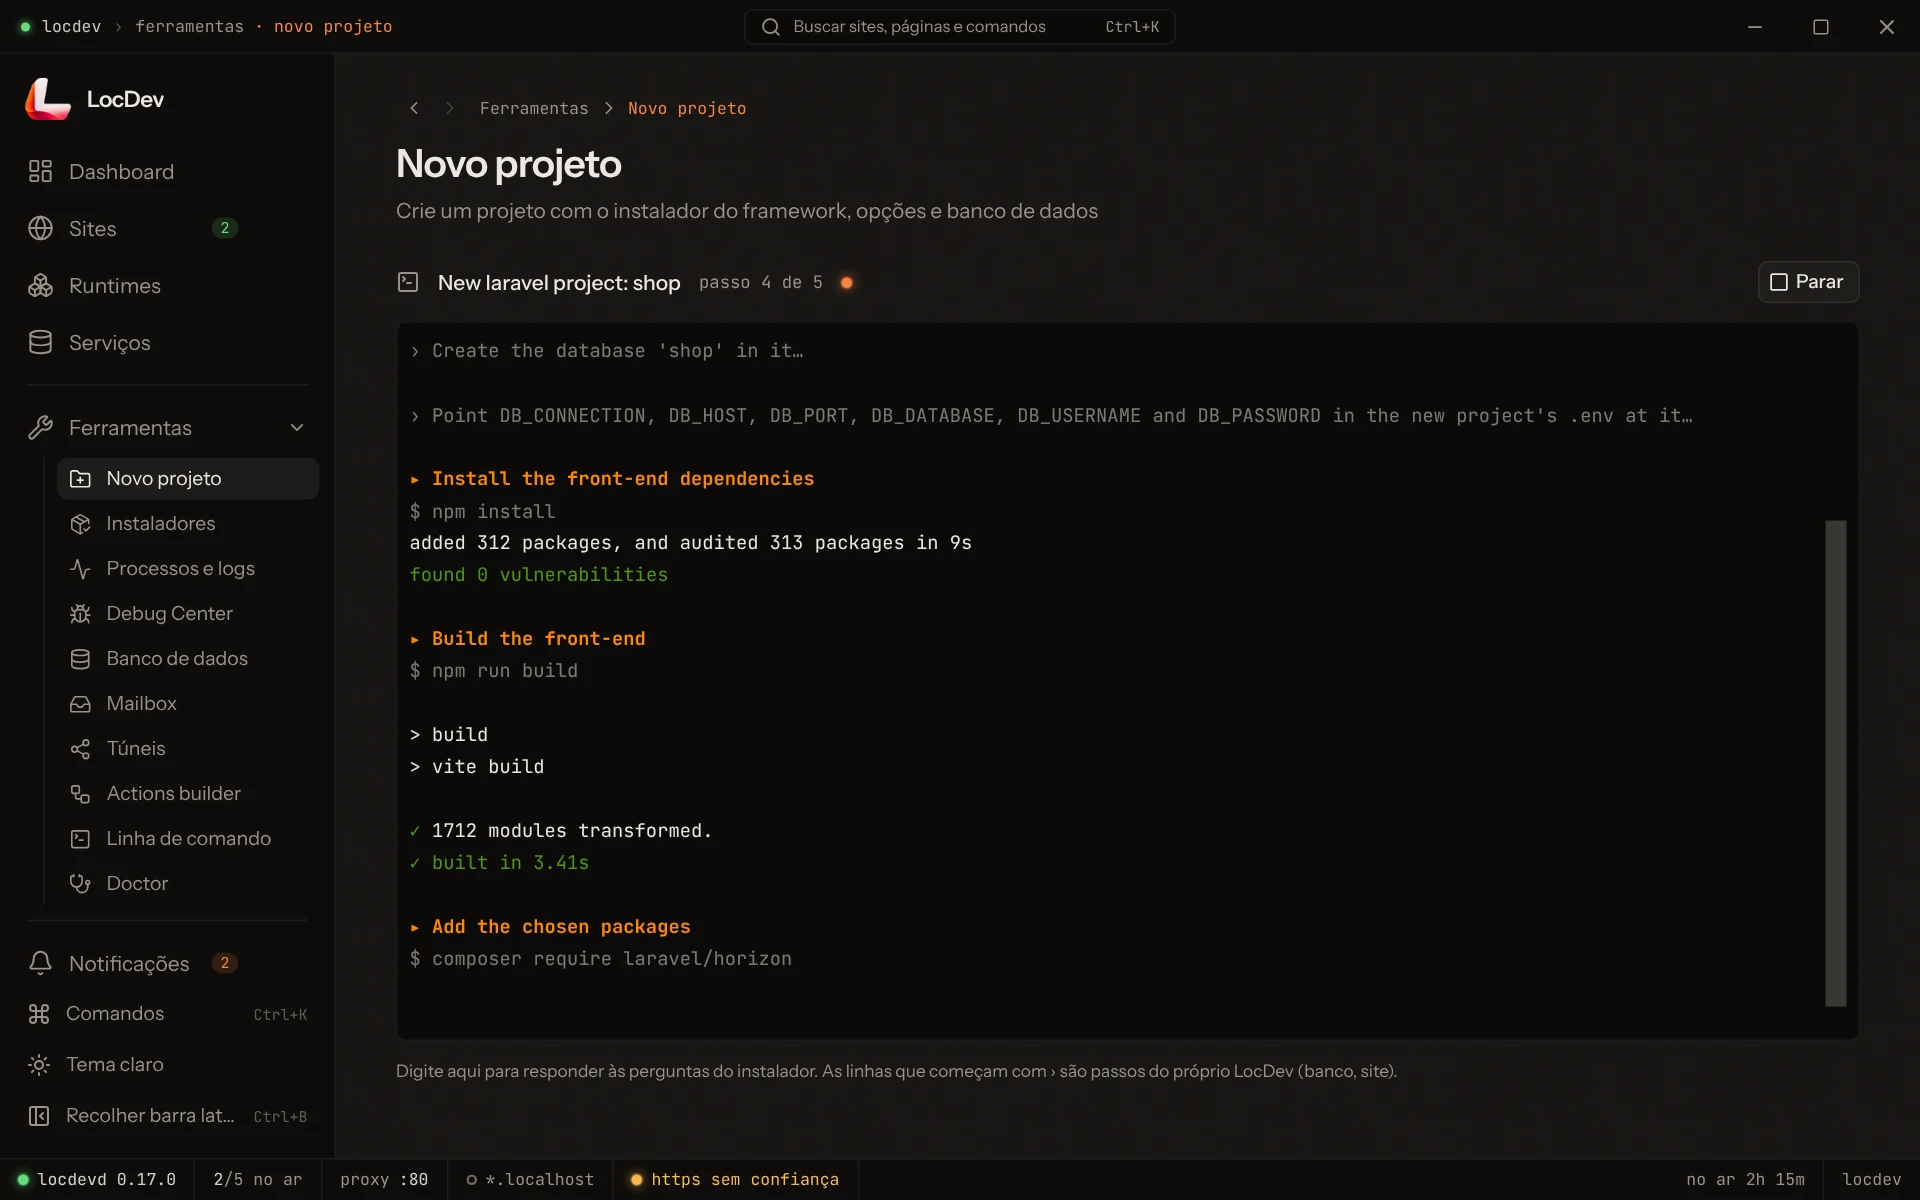 locdev › ferramentas · novo projeto
Buscar sites, páginas e comandos Ctrl+K
LocDev
Dashboard
Sites 2
Runtimes
Serviços
Ferramentas
Novo projeto
Instaladores
Processos e logs
Debug Center
Banco de dados
Mailbox
Túneis
Actions builder
Linha de comando
Doctor
Notificações 2
Comandos Ctrl+K
Tema claro
Recolher barra lat… Ctrl+B
Ferramentas > Novo projeto
Novo projeto
Crie um projeto com o instalador do framework, opções e banco de dados
New laravel project: shop passo 4 de 5
Parar
› Create the database 'shop' in it…
› Point DB_CONNECTION, DB_HOST, DB_PORT, DB_DATABASE, DB_USERNAME and DB_PASSWORD in the new project's .env at it…
▸ Install the front-end dependencies
$ npm install
added 312 packages, and audited 313 packages in 9s
found 0 vulnerabilities
▸ Build the front-end
$ npm run build
> build
> vite build
✓ 1712 modules transformed.
✓ built in 3.41s
▸ Add the chosen packages
$ composer require laravel/horizon
Digite aqui para responder às perguntas do instalador. As linhas que começam com › são passos do próprio LocDev (banco, site).
locdevd 0.17.0 2/5 no ar proxy :80 *.localhost https sem confiança no ar 2h 15m locdev